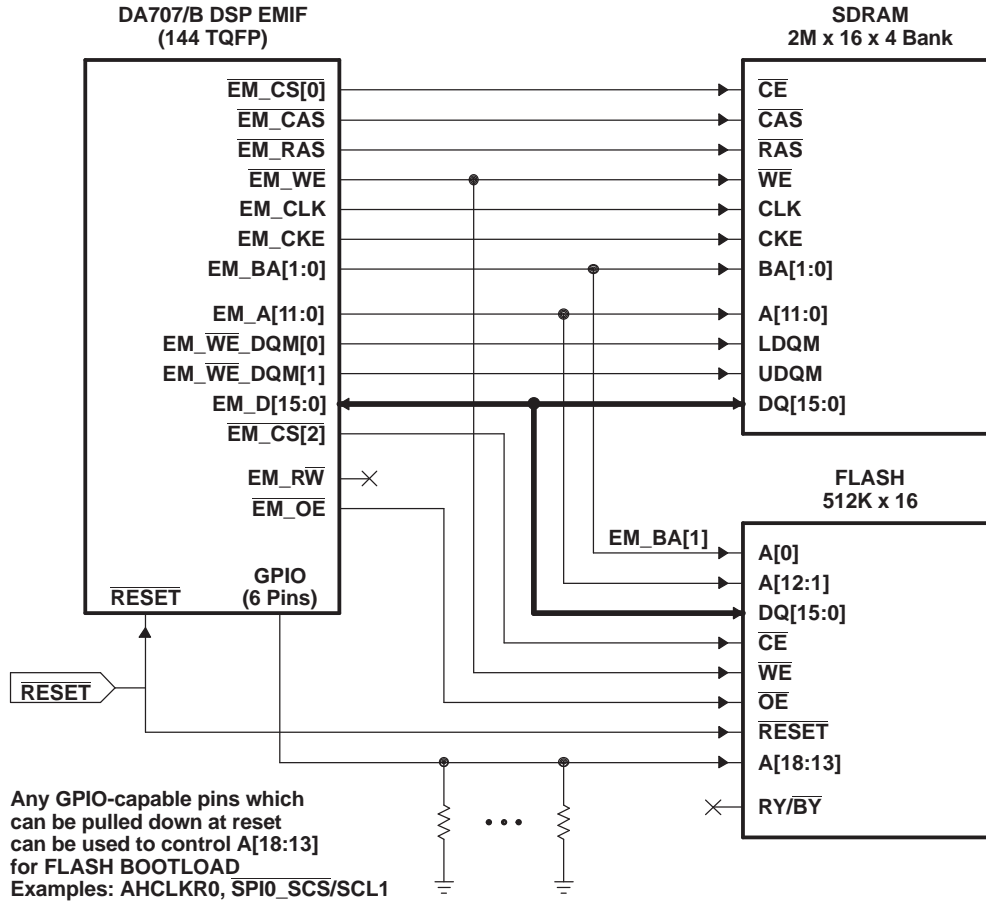 DA707/B DSP EMIF
(144 TQFP)
SDRAM
2M x 16 x 4 Bank
EM_CS[0]
EM_CAS
EM_RAS
EM_WE
EM_CLK
EM_CKE
EM_BA[1:0]
EM_A[11:0]
EM_WE_DQM[0]
EM_WE_DQM[1]
EM_D[15:0]
EM_CS[2]
EM_RW
EM_OE
GPIO
(6 Pins)
RESET
CE
CAS
RAS
WE
CLK
CKE
BA[1:0]
A[11:0]
LDQM
UDQM
DQ[15:0]
FLASH
512K x 16
EM_BA[1]
A[0]
A[12:1]
DQ[15:0]
CE
WE
OE
RESET
A[18:13]
RY/BY
RESET
Any GPIO-capable pins which
can be pulled down at reset
can be used to control A[18:13]
for FLASH BOOTLOAD
Examples: AHCLKR0, SPI0_SCS/SCL1